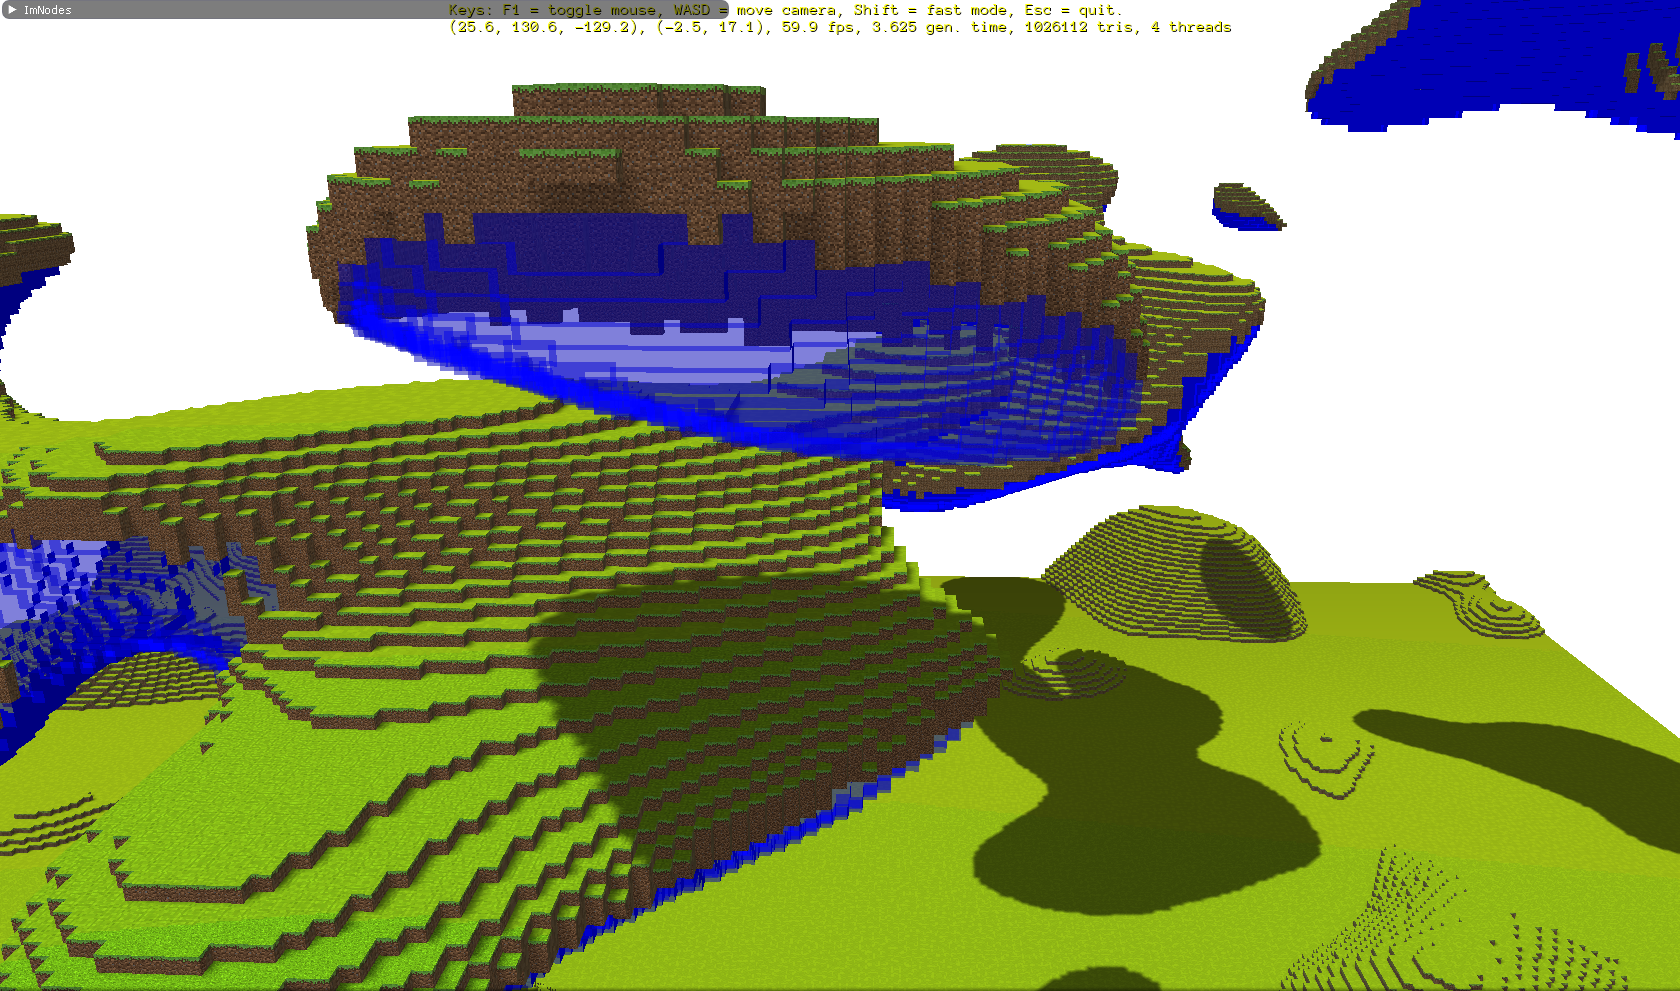 ImNodes
Keys: F1 = toggle mouse, WASD = move camera, Shift = fast mode, Esc = quit.
(25.6, 130.6, -129.2), (-2.5, 17.1), 59.9 fps, 3.625 gen. time, 1026112 tris, 4 threads